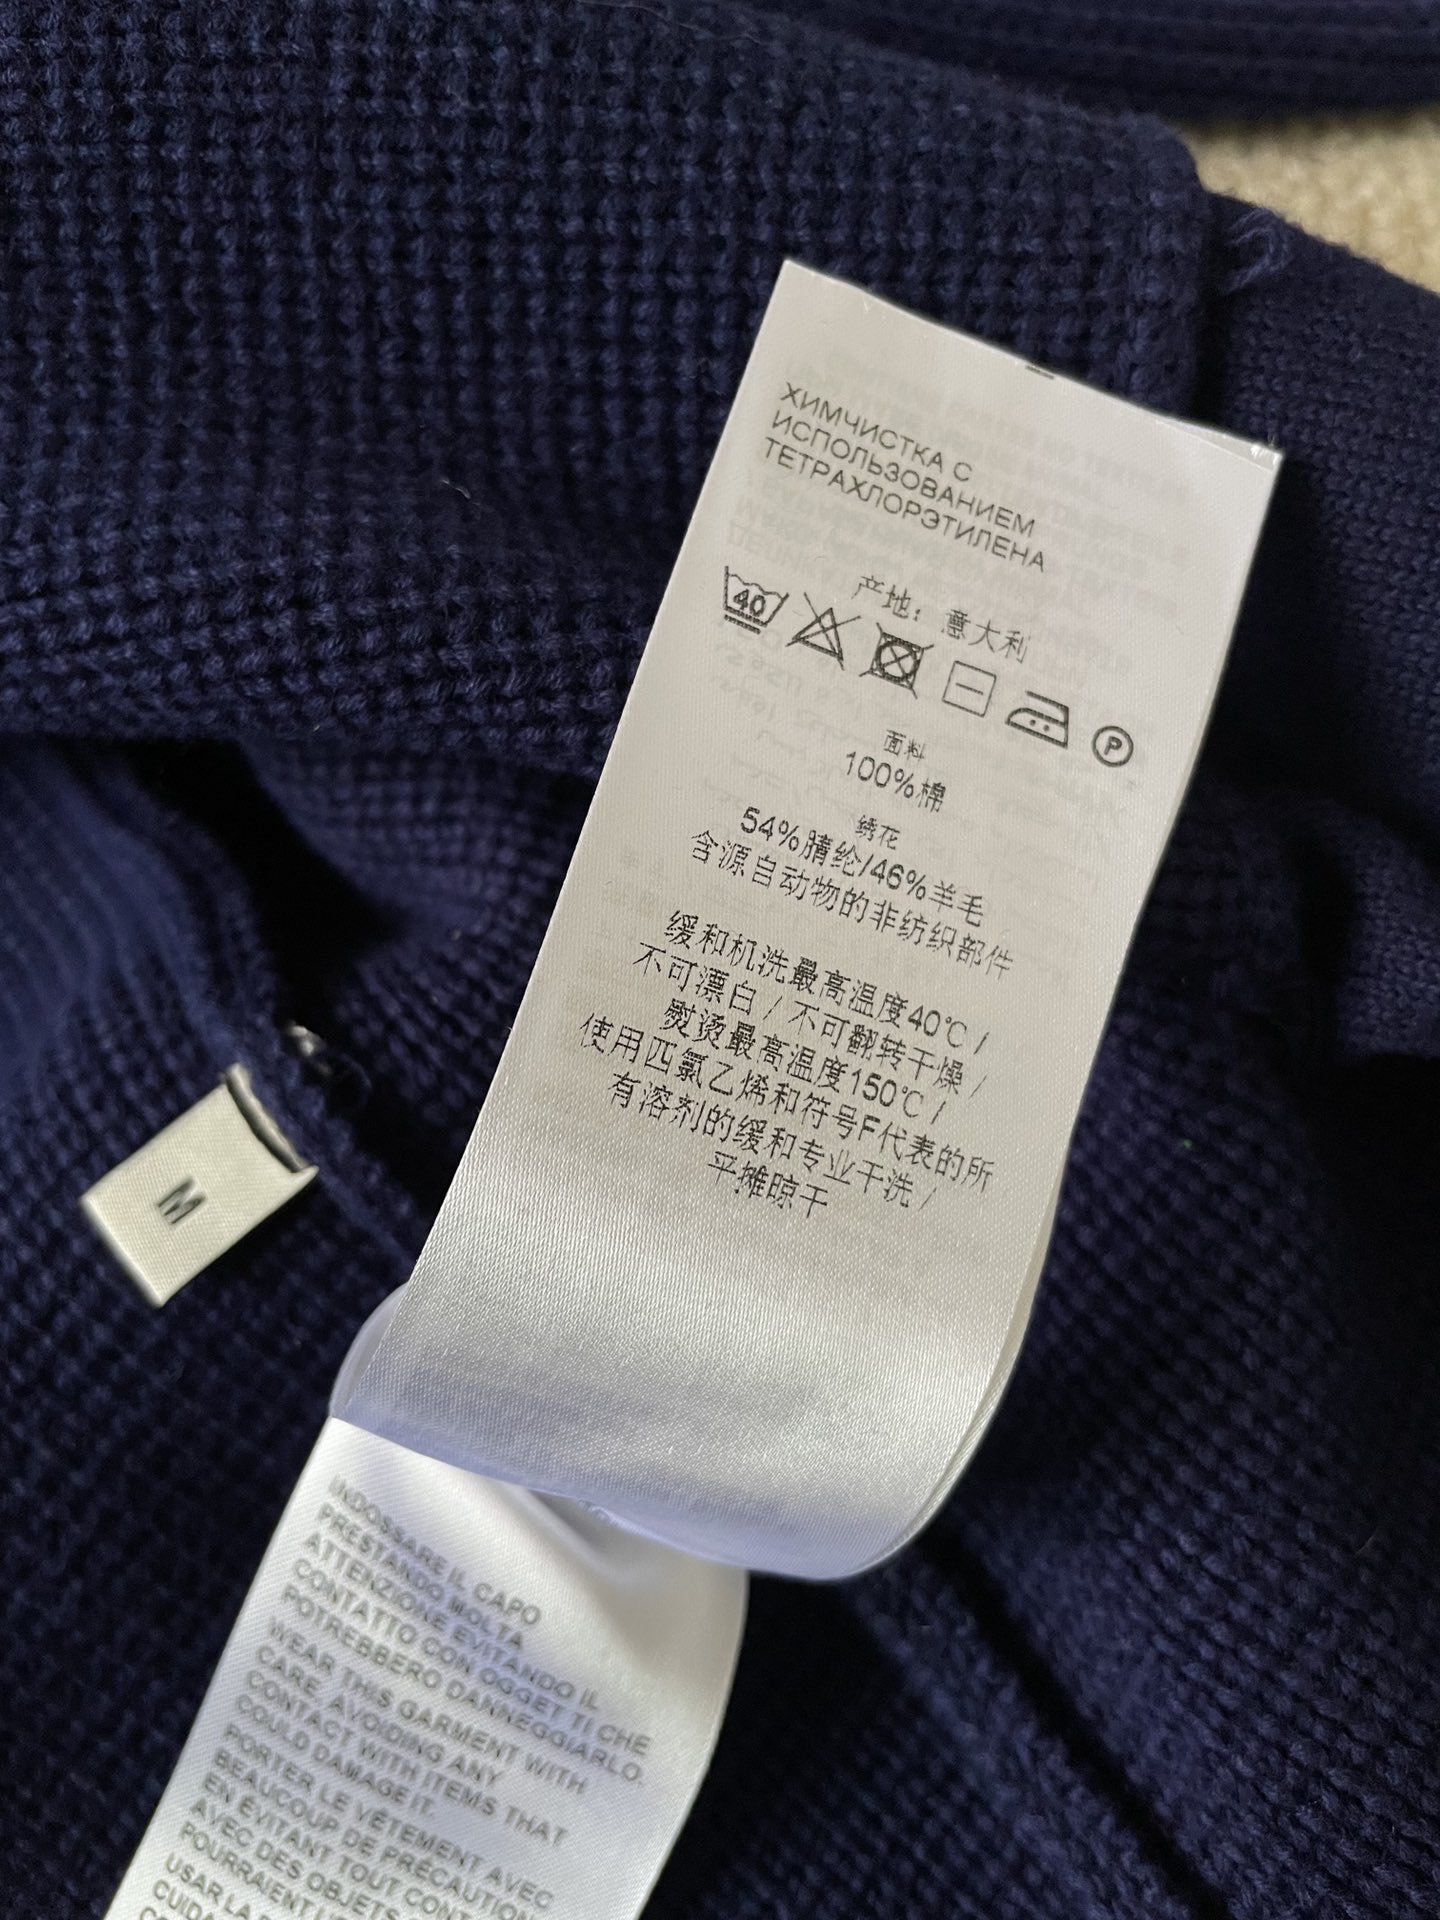 ХИМЧИСТКА С
ИСПОЛЬЗОВАНИЕМ
ТЕТРАХЛОРЭТИЛЕНА
产地：意大利
40
P
面料
100%棉
绣花
54%腈纶/46%羊毛
含源自动物的非纺织部件
缓和机洗最高温度40℃ /
不可漂白 / 不可翻转干燥 /
熨烫最高温度150℃ /
使用四氯乙烯和符号F代表的所
有溶剂的缓和专业干洗 /
平摊晾干
M
INDOSSARE IL CAPO
PRESTANDO MOLTA
ATTENZIONE EVITANDO IL
CONTATTO CON OGGETTI CHE
POTREBBERO DANNEGGIARLO.
WEAR THIS GARMENT WITH
CARE, AVOIDING ANY
CONTACT WITH ITEMS THAT
COULD DAMAGE IT.
PORTER LE VÊTEMENT AVEC
BEAUCOUP DE PRÉCAUTION
EN ÉVITANT TOUT
AVEC DES OBJETS
USAR LA